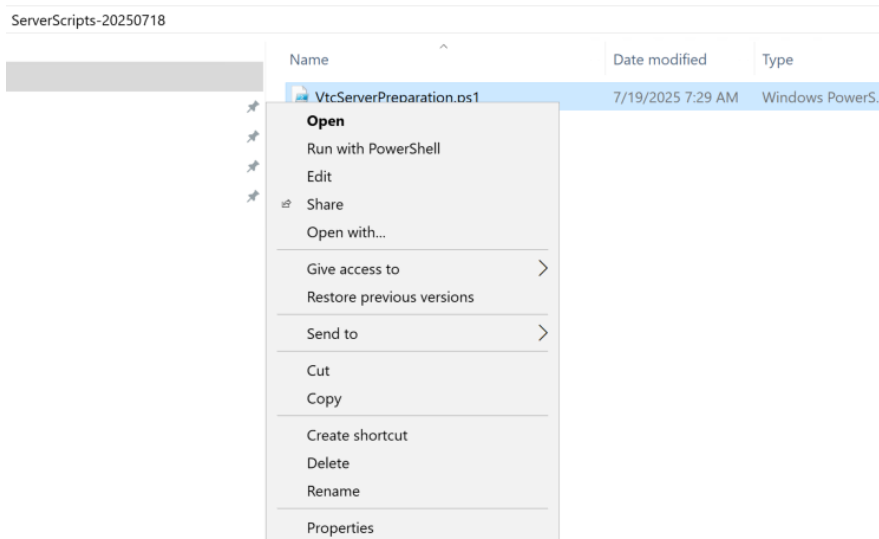 ServerScripts-20250718
Name Date modified Type
VtcServerPreparation.ps1 7/19/2025 7:29 AM Windows PowerS...
Open
Run with PowerShell
Edit
Share
Open with...
Give access to
Restore previous versions
Send to
Cut
Copy
Create shortcut
Delete
Rename
Properties